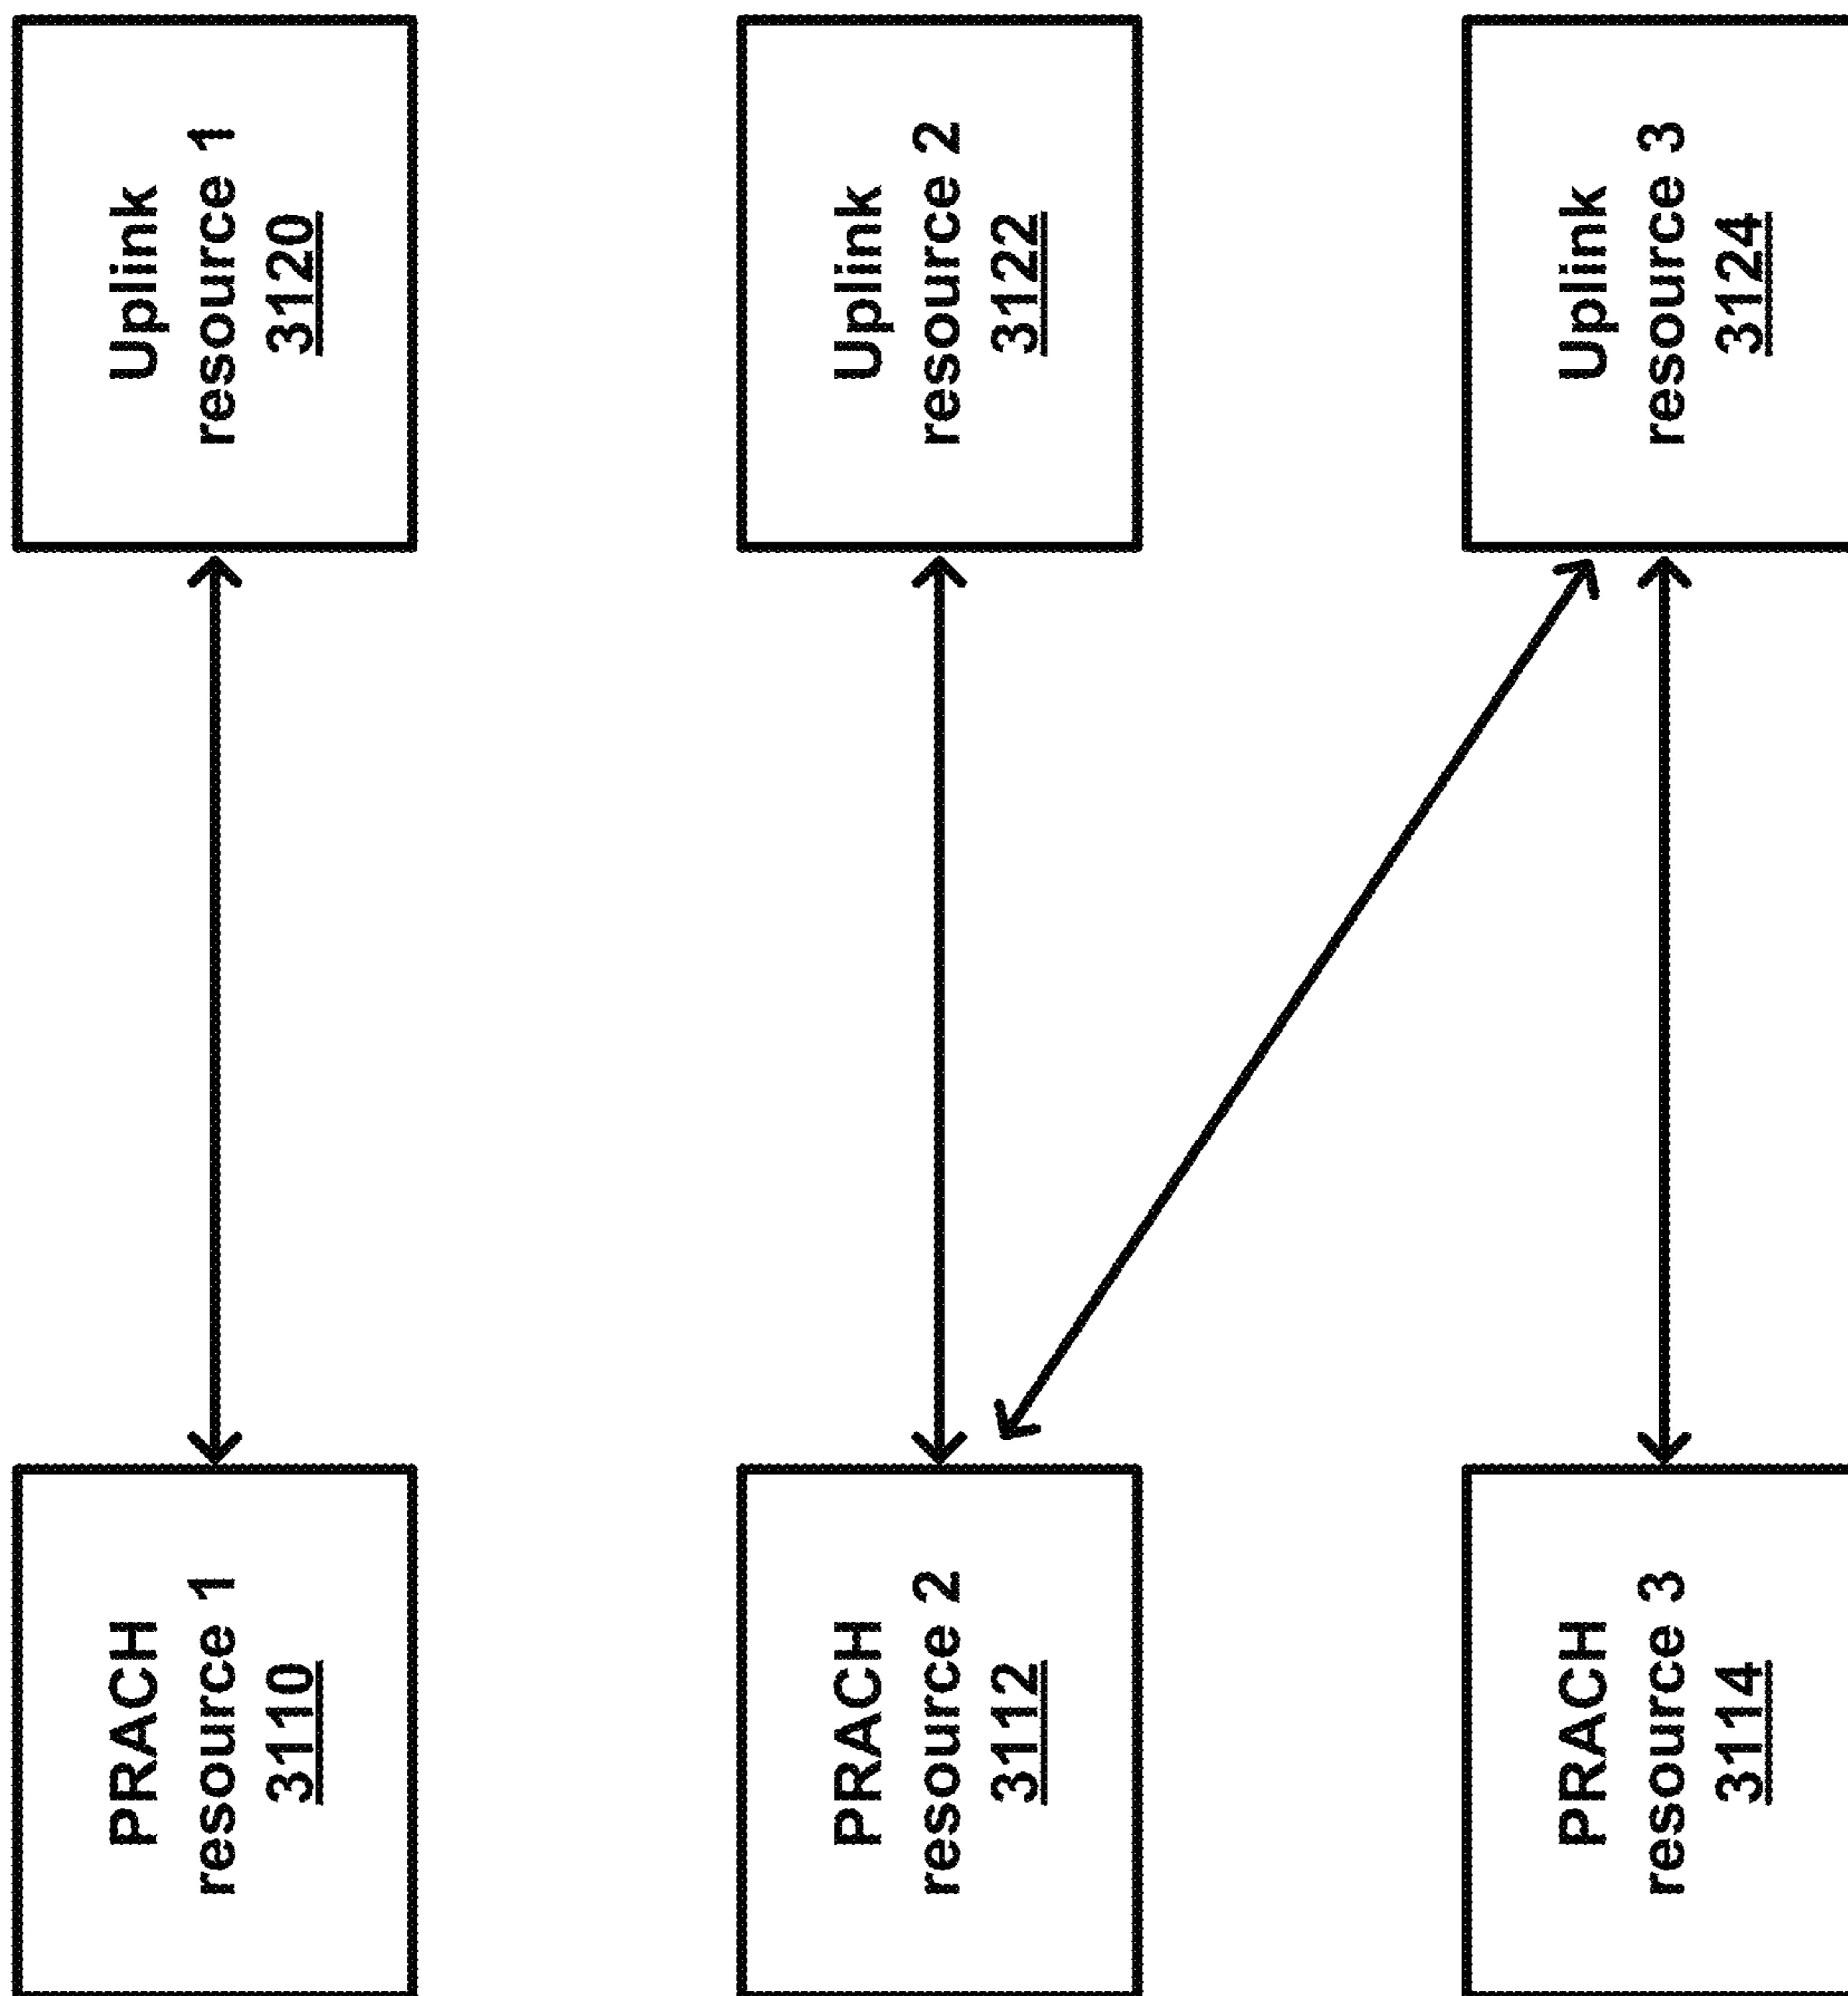 PRACH
resource 1
3110
Uplink
resource 1
3120
PRACH
resource 2
3112
Uplink
resource 2
3122
PRACH
resource 3
3114
Uplink
resource 3
3124